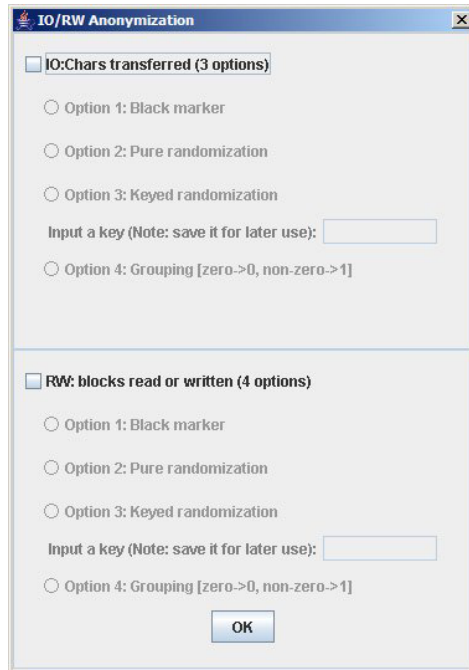 IO/RW Anonymization
IO:Chars transferred (3 options)
Option 1: Black marker
Option 2: Pure randomization
Option 3: Keyed randomization
Input a key (Note: save it for later use):
Option 4: Grouping [zero->0, non-zero->1]
RW: blocks read or written (4 options)
Option 1: Black marker
Option 2: Pure randomization
Option 3: Keyed randomization
Input a key (Note: save it for later use):
Option 4: Grouping [zero->0, non-zero->1]
OK